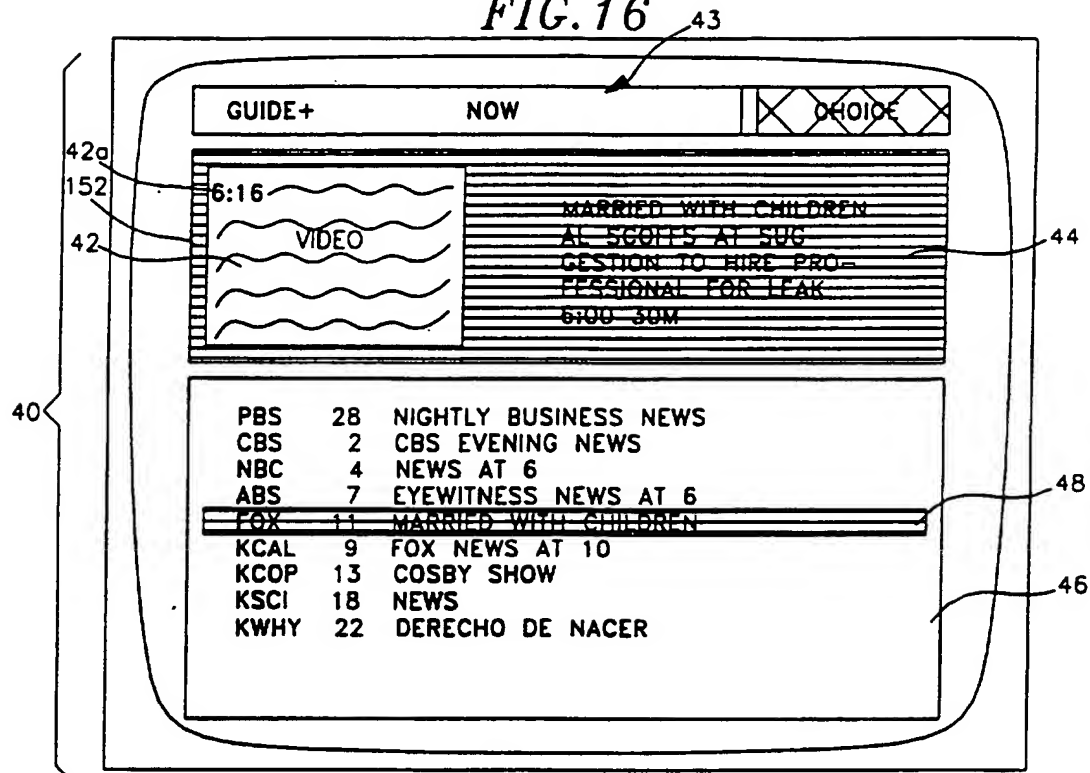 FIG. 16
43
GUIDE+ NOW CHOICE
42a
152
42
6:16
VIDEO
MARRIED WITH CHILDREN
AL SCOFFS AT SUG
GESTION TO HIRE PRO-
FESSIONAL FOR LEAK
6:00 30M
44
40
PBS 28 NIGHTLY BUSINESS NEWS
CBS 2 CBS EVENING NEWS
NBC 4 NEWS AT 6
ABS 7 EYEWITNESS NEWS AT 6
FOX 11 MARRIED WITH CHILDREN
48
KCAL 9 FOX NEWS AT 10
KCOP 13 COSBY SHOW
KSCI 18 NEWS
46
KWHY 22 DERECHO DE NACER